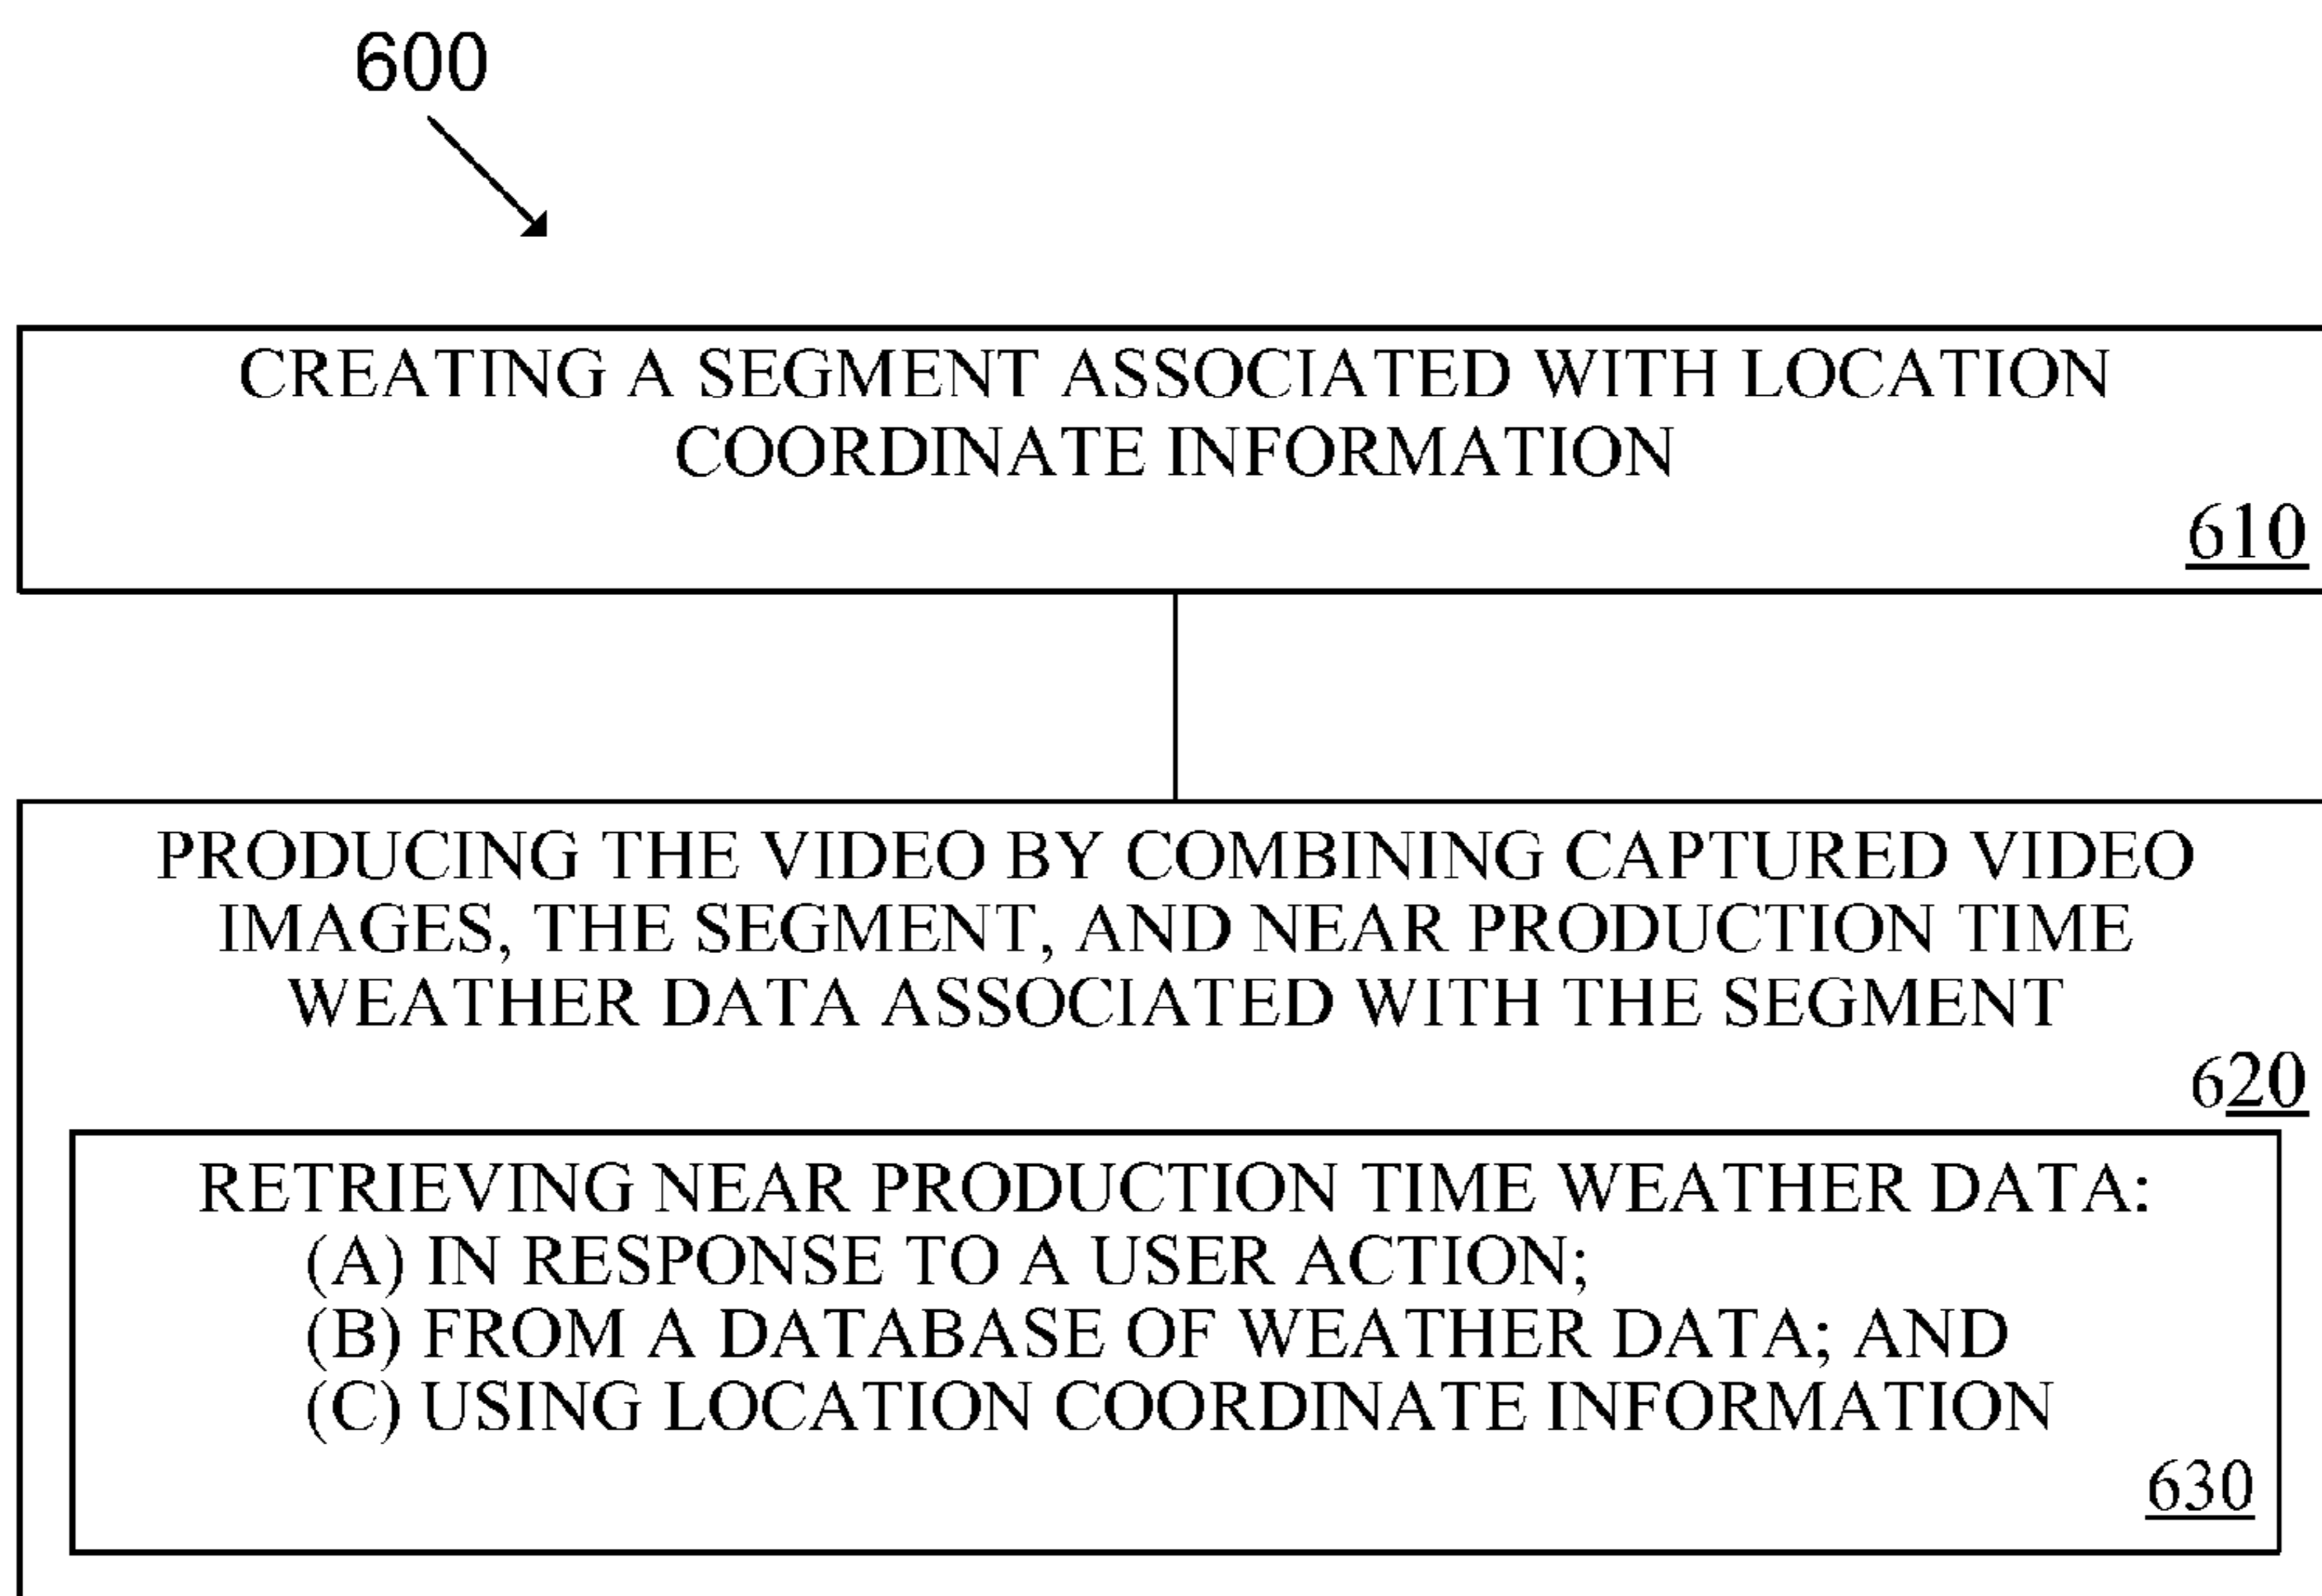 600
CREATING A SEGMENT ASSOCIATED WITH LOCATION
COORDINATE INFORMATION
610
PRODUCING THE VIDEO BY COMBINING CAPTURED VIDEO
IMAGES, THE SEGMENT, AND NEAR PRODUCTION TIME
WEATHER DATA ASSOCIATED WITH THE SEGMENT
620
RETRIEVING NEAR PRODUCTION TIME WEATHER DATA:
(A) IN RESPONSE TO A USER ACTION;
(B) FROM A DATABASE OF WEATHER DATA; AND
(C) USING LOCATION COORDINATE INFORMATION
630